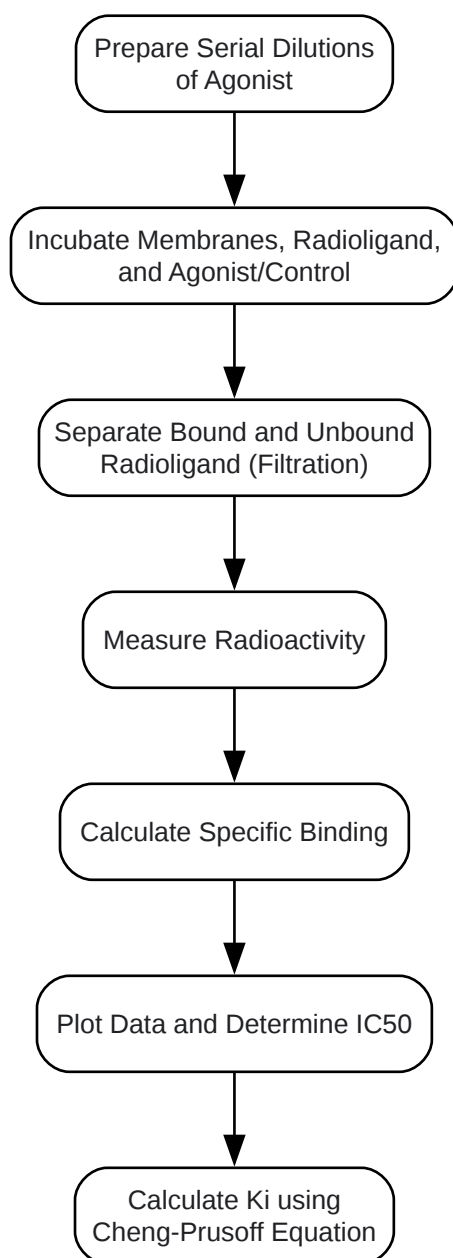 Prepare Serial Dilutions
of Agonist
Incubate Membranes, Radioligand,
and Agonist/Control
Separate Bound and Unbound
Radioligand (Filtration)
Measure Radioactivity
Calculate Specific Binding
Plot Data and Determine IC50
Calculate Ki using
Cheng-Prusoff Equation